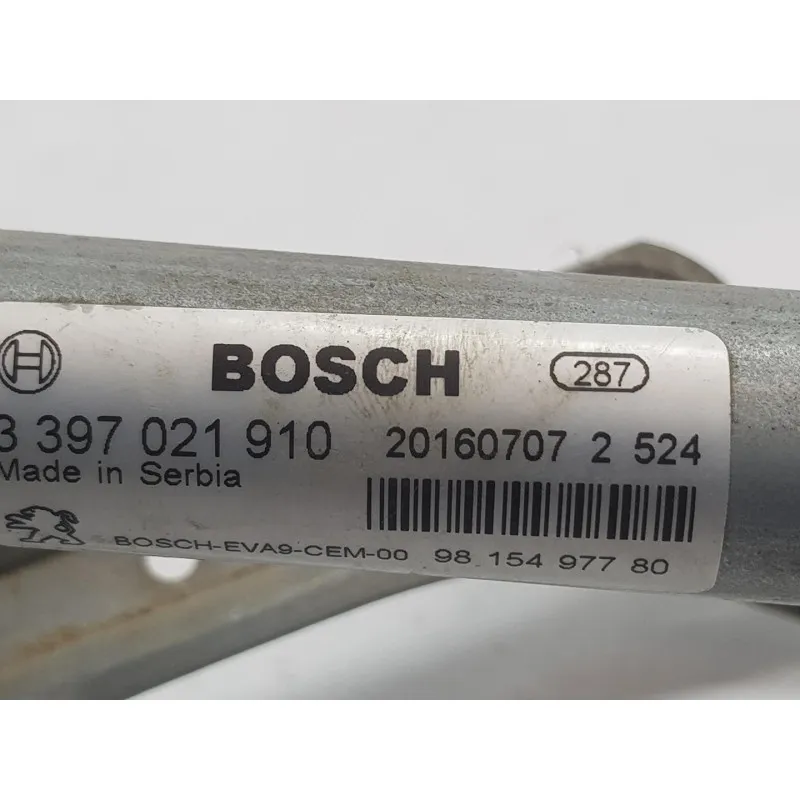 BOSCH 287
3 397 021 910 20160707 2 524
Made in Serbia
BOSCH-EVA9-CEM-00 98 154 977 80